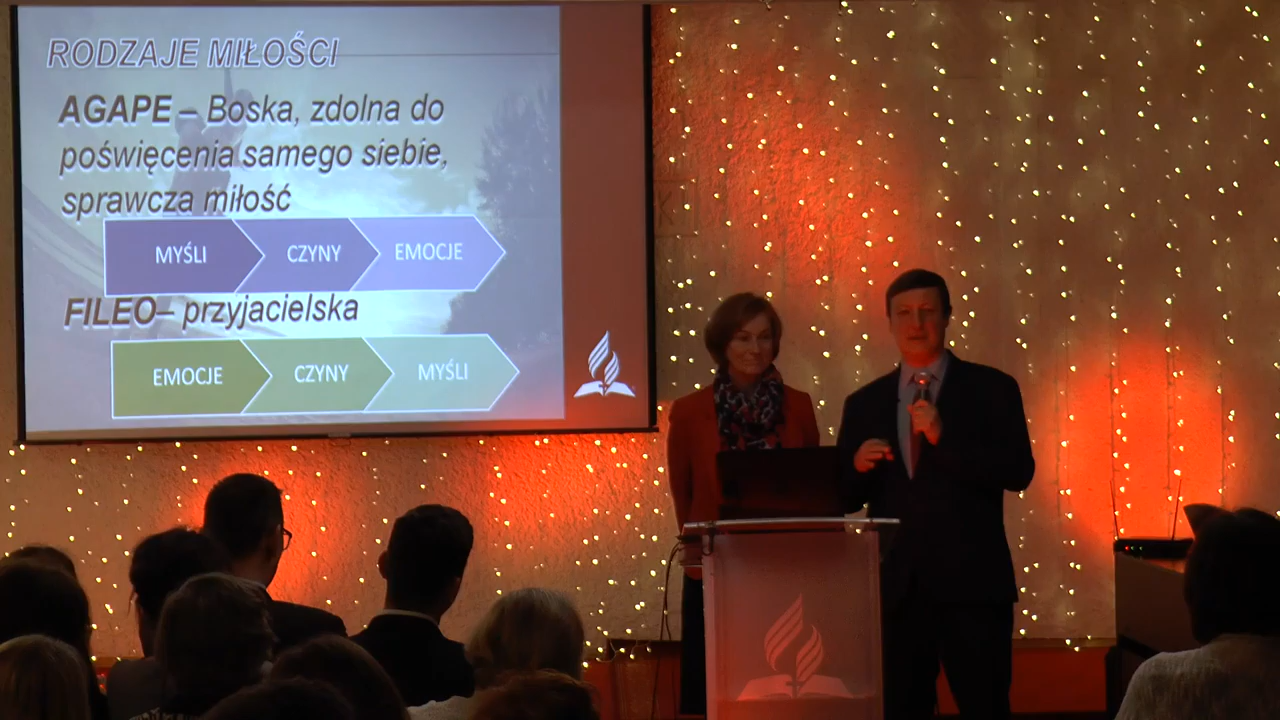 RODZAJE MIŁOŚCI
AGAPE – Boska, zdolna do
poświęcenia samego siebie,
sprawcza miłość
MYŚLI CZYNY EMOCJE
FILEO– przyjacielska
EMOCJE CZYNY MYŚLI